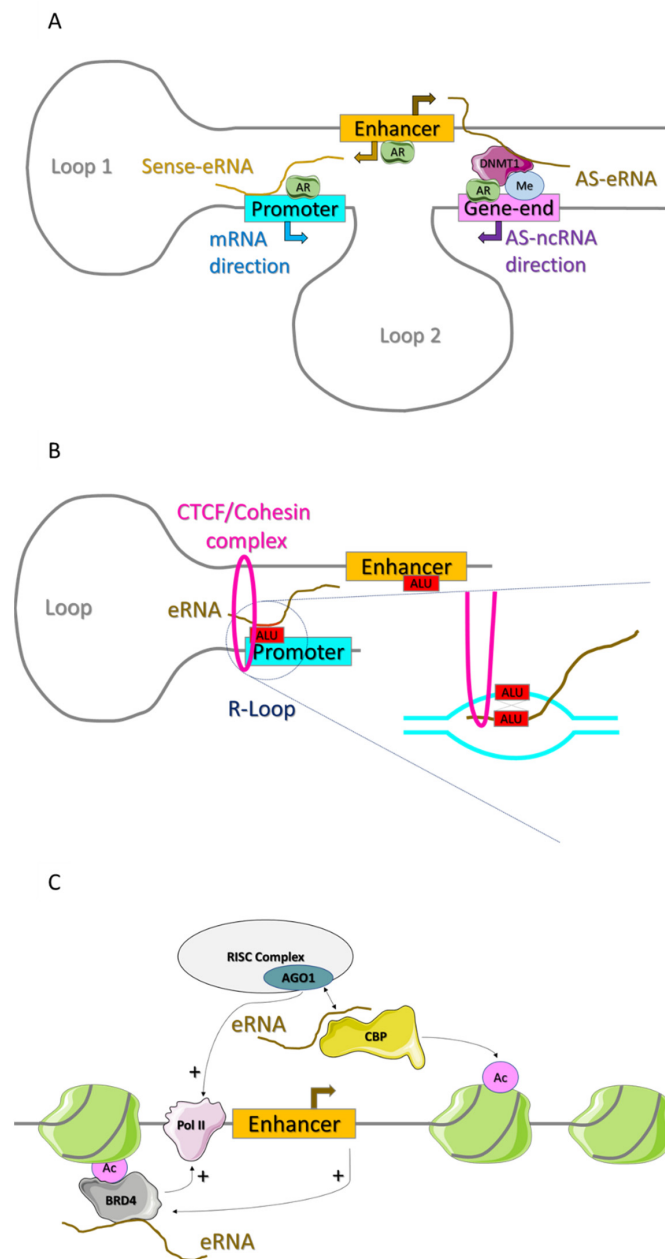 A
Enhancer
Loop 1
Sense-eRNA
AR
DNMT1
AS-eRNA
AR
AR
Me
Promoter
Gene-end
mRNA
direction
AS-ncRNA
direction
Loop 2
B
CTCF/Cohesin
complex
Enhancer
ALU
Loop
eRNA
ALU
Promoter
R-Loop
ALU
ALU
C
RISC Complex
AGO1
eRNA
CBP
Ac
+
Pol II
Enhancer
Ac
+
+
BRD4
eRNA